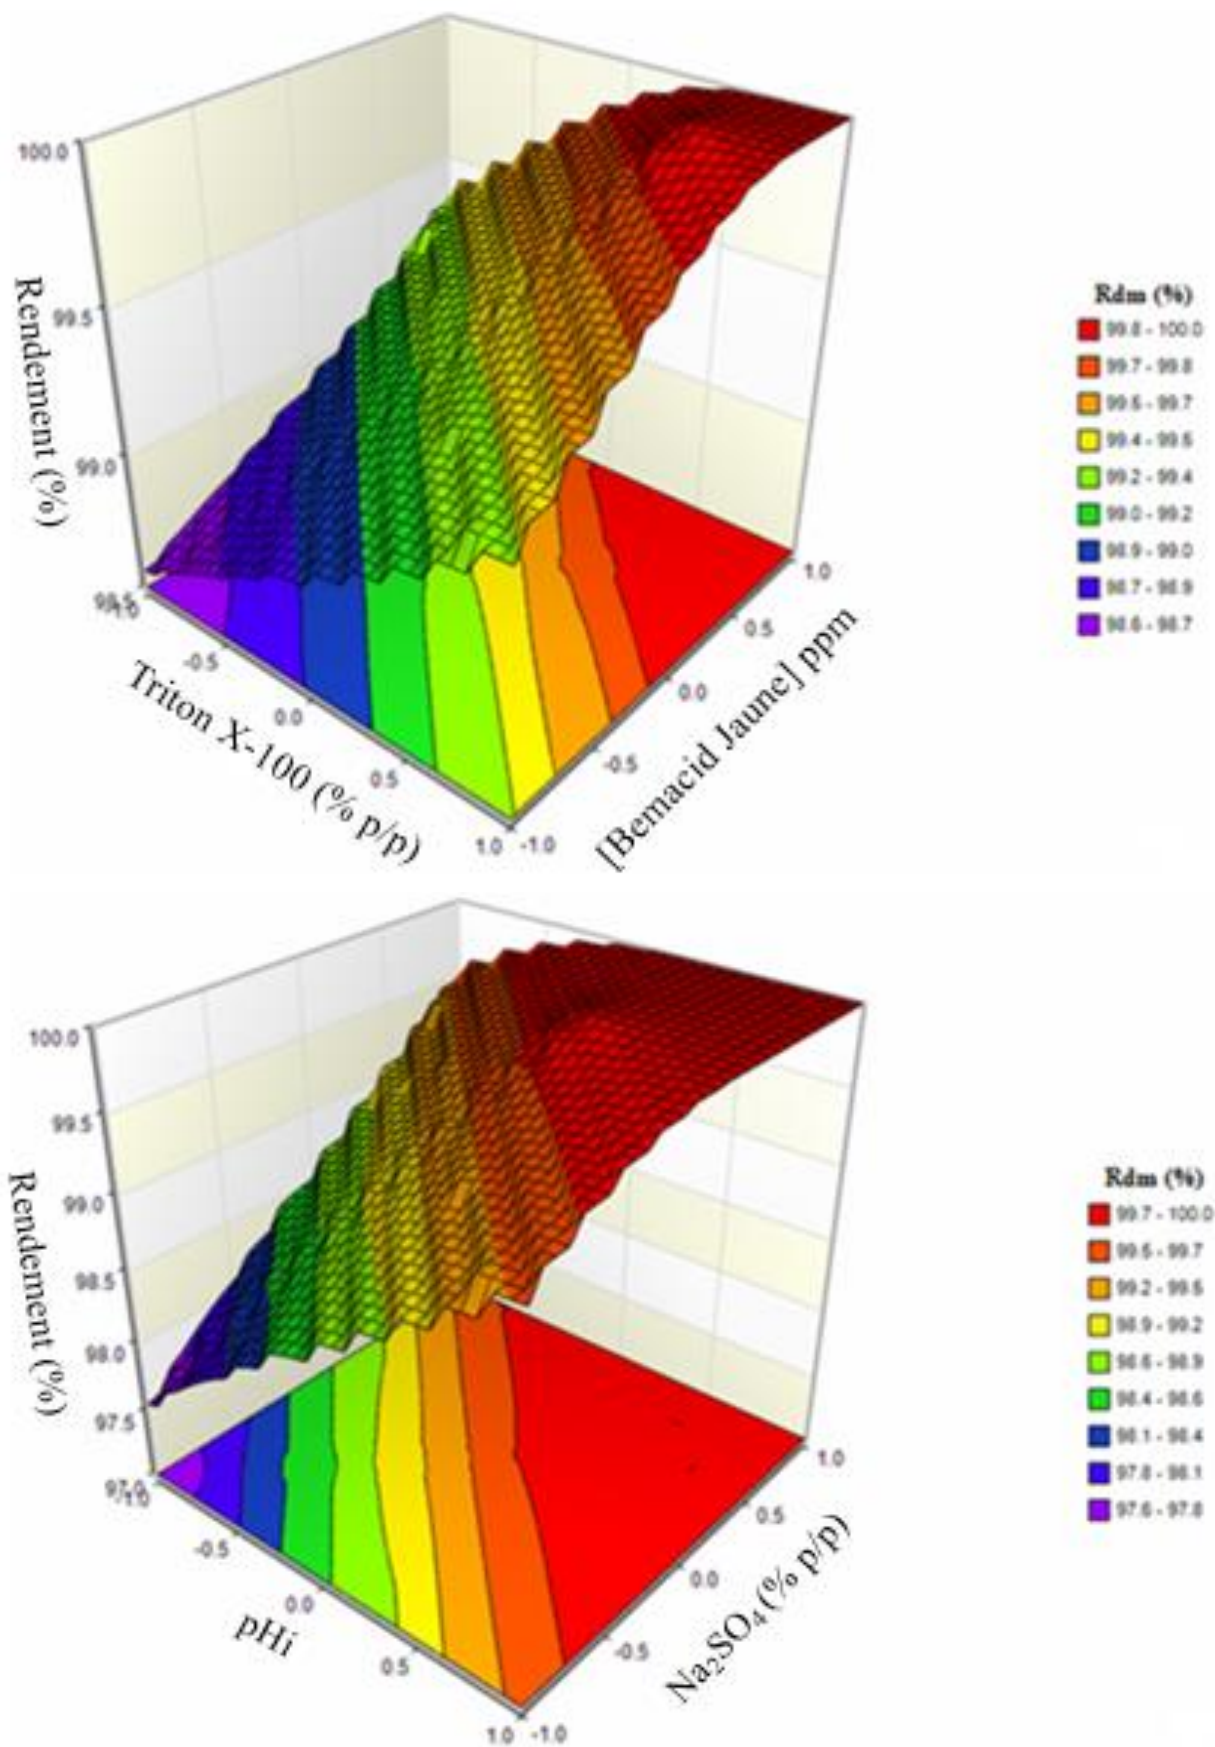 100.0
99.5
99.0
Rendement (%)
-0.5
0.0
0.5
1.0
Triton X-100 (% p/p)
-1.0
-0.5
0.0
0.5
1.0
[Bemacid Jaune] ppm
Rdm (%)
99.8 - 100.0
99.7 - 99.8
99.6 - 99.7
99.4 - 99.6
99.2 - 99.4
99.0 - 99.2
98.9 - 99.0
98.7 - 98.9
98.6 - 98.7
100.0
99.5
99.0
98.5
98.0
97.5
Rendement (%)
-0.5
0.0
0.5
1.0
pHi
-1.0
-0.5
0.0
0.5
1.0
Na₂SO₄ (% p/p)
Rdm (%)
99.7 - 100.0
99.5 - 99.7
99.2 - 99.5
98.9 - 99.2
98.6 - 98.9
98.4 - 98.6
98.1 - 98.4
97.8 - 98.1
97.6 - 97.8